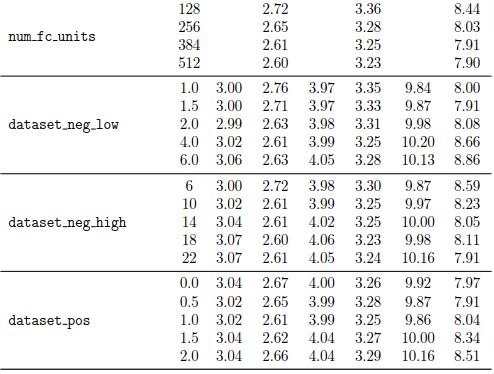 128 2.72 3.36 8.44
256 2.65 3.28 8.03
num_fc_units
384 2.61 3.25 7.91
512 2.60 3.23 7.90
1.0 3.00 2.76 3.97 3.35 9.84 8.00
1.5 3.00 2.71 3.97 3.33 9.87 7.91
dataset_neg_low 2.0 2.99 2.63 3.98 3.31 9.98 8.08
4.0 3.02 2.61 3.99 3.25 10.20 8.66
6.0 3.06 2.63 4.05 3.28 10.13 8.86
6 3.00 2.72 3.98 3.30 9.87 8.59
10 3.02 2.61 3.99 3.25 9.97 8.23
dataset_neg_high 14 3.04 2.61 4.02 3.25 10.00 8.05
18 3.07 2.60 4.06 3.23 9.98 8.11
22 3.07 2.61 4.05 3.24 10.16 7.91
0.0 3.04 2.67 4.00 3.26 9.92 7.97
0.5 3.02 2.65 3.99 3.28 9.87 7.91
dataset_pos 1.0 3.02 2.61 3.99 3.25 9.86 8.04
1.5 3.04 2.62 4.04 3.27 10.00 8.34
2.0 3.04 2.66 4.04 3.29 10.16 8.51